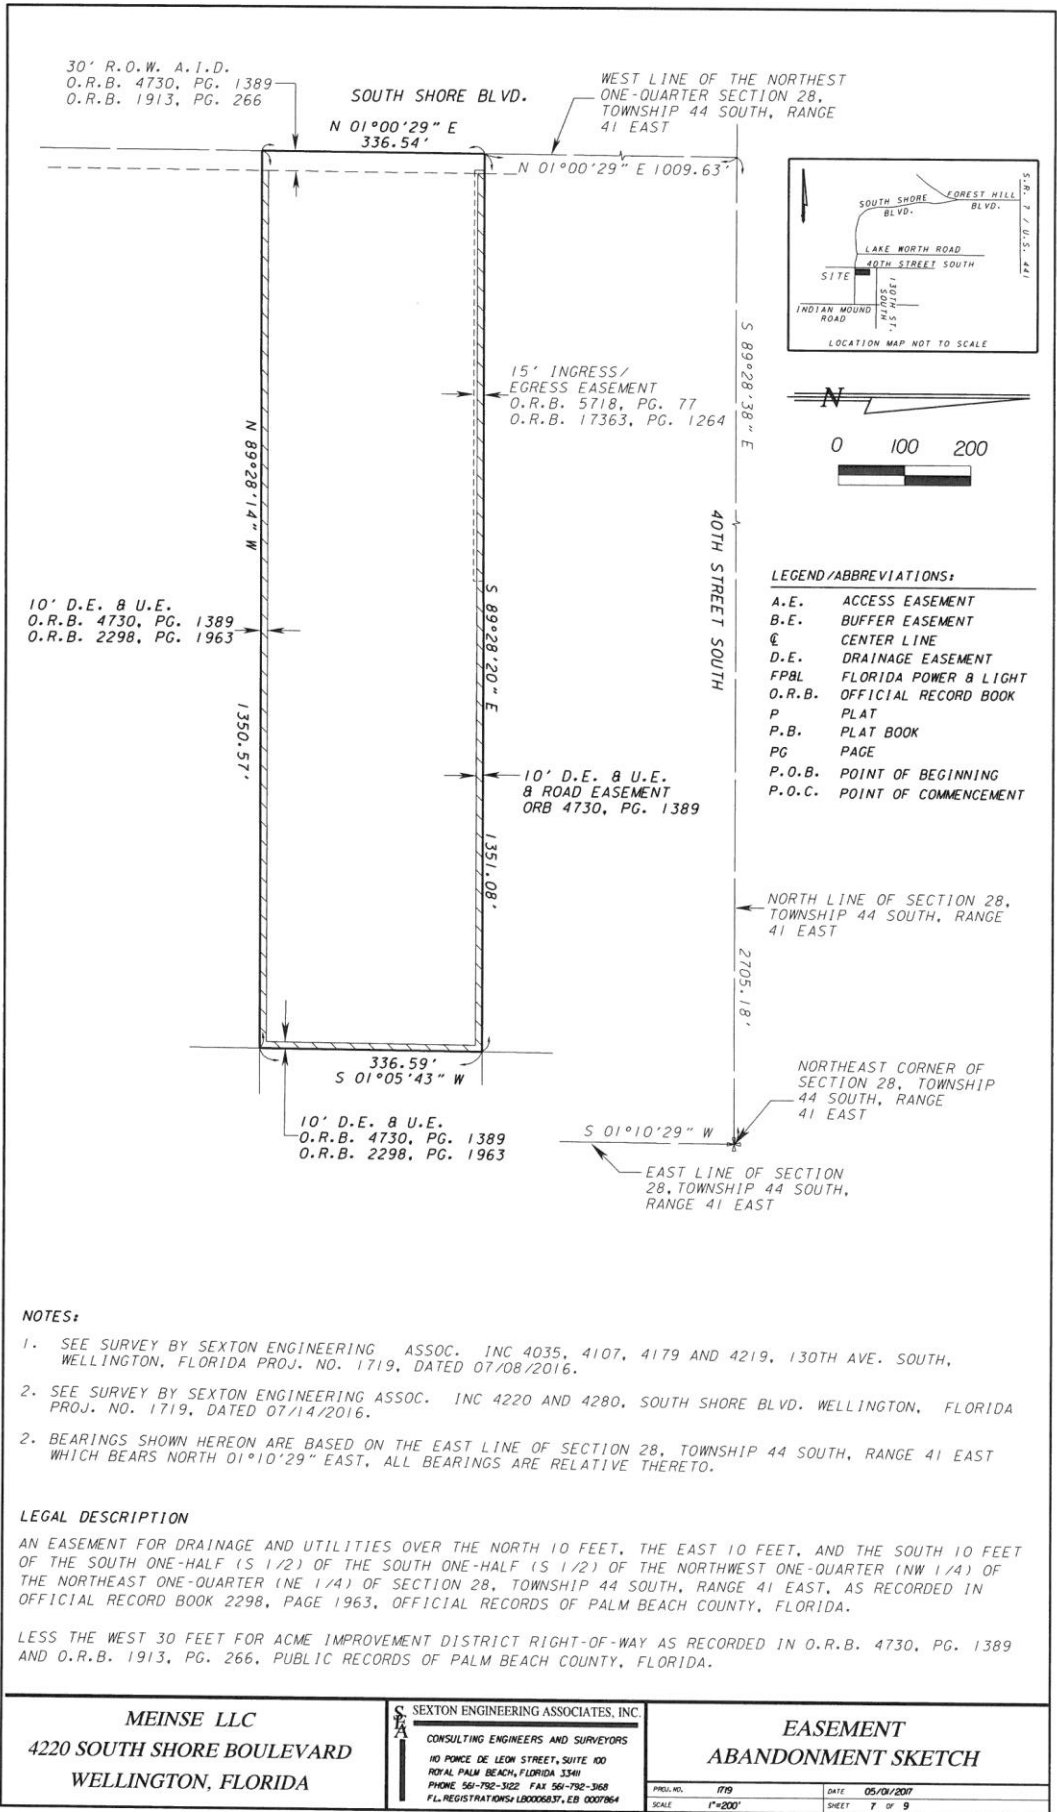 30' R.O.W. A.I.D.
O.R.B. 4730, PG. 1389
O.R.B. 1913, PG. 266
SOUTH SHORE BLVD.
N 01°00'29" E
336.54'
WEST LINE OF THE NORTHEST
ONE-QUARTER SECTION 28,
TOWNSHIP 44 SOUTH, RANGE
41 EAST
N 01°00'29" E 1009.63'
SOUTH SHORE
BLVD.
FOREST HILL
BLVD.
S.R. 7 / U.S. 441
LAKE WORTH ROAD
40TH STREET SOUTH
SITE
130TH ST.
SOUTH
INDIAN MOUND
ROAD
LOCATION MAP NOT TO SCALE
N
0 100 200
S 89°28'38" E
15' INGRESS/
EGRESS EASEMENT
O.R.B. 5718, PG. 77
O.R.B. 17363, PG. 1264
N 89°28'14" W
40TH STREET SOUTH
10' D.E. & U.E.
O.R.B. 4730, PG. 1389
O.R.B. 2298, PG. 1963
S 89°28'20" E
1350.57'
10' D.E. & U.E.
& ROAD EASEMENT
ORB 4730, PG. 1389
1351.08'
LEGEND/ABBREVIATIONS:
A.E. ACCESS EASEMENT
B.E. BUFFER EASEMENT
℄ CENTER LINE
D.E. DRAINAGE EASEMENT
FP&L FLORIDA POWER & LIGHT
O.R.B. OFFICIAL RECORD BOOK
P PLAT
P.B. PLAT BOOK
PG PAGE
P.O.B. POINT OF BEGINNING
P.O.C. POINT OF COMMENCEMENT
NORTH LINE OF SECTION 28,
TOWNSHIP 44 SOUTH, RANGE
41 EAST
2705.18'
336.59'
S 01°05'43" W
10' D.E. & U.E.
O.R.B. 4730, PG. 1389
O.R.B. 2298, PG. 1963
NORTHEAST CORNER OF
SECTION 28, TOWNSHIP
44 SOUTH, RANGE
41 EAST
S 01°10'29" W
EAST LINE OF SECTION
28, TOWNSHIP 44 SOUTH,
RANGE 41 EAST
NOTES:
1. SEE SURVEY BY SEXTON ENGINEERING ASSOC. INC 4035, 4107, 4179 AND 4219, 130TH AVE. SOUTH,
WELLINGTON, FLORIDA PROJ. NO. 1719, DATED 07/08/2016.
2. SEE SURVEY BY SEXTON ENGINEERING ASSOC. INC 4220 AND 4280, SOUTH SHORE BLVD. WELLINGTON, FLORIDA
PROJ. NO. 1719, DATED 07/14/2016.
2. BEARINGS SHOWN HEREON ARE BASED ON THE EAST LINE OF SECTION 28, TOWNSHIP 44 SOUTH, RANGE 41 EAST
WHICH BEARS NORTH 01°10'29" EAST, ALL BEARINGS ARE RELATIVE THERETO.
LEGAL DESCRIPTION
AN EASEMENT FOR DRAINAGE AND UTILITIES OVER THE NORTH 10 FEET, THE EAST 10 FEET, AND THE SOUTH 10 FEET
OF THE SOUTH ONE-HALF (S 1/2) OF THE SOUTH ONE-HALF (S 1/2) OF THE NORTHWEST ONE-QUARTER (NW 1/4) OF
THE NORTHEAST ONE-QUARTER (NE 1/4) OF SECTION 28, TOWNSHIP 44 SOUTH, RANGE 41 EAST, AS RECORDED IN
OFFICIAL RECORD BOOK 2298, PAGE 1963, OFFICIAL RECORDS OF PALM BEACH COUNTY, FLORIDA.
LESS THE WEST 30 FEET FOR ACME IMPROVEMENT DISTRICT RIGHT-OF-WAY AS RECORDED IN O.R.B. 4730, PG. 1389
AND O.R.B. 1913, PG. 266, PUBLIC RECORDS OF PALM BEACH COUNTY, FLORIDA.
MEINSE LLC
4220 SOUTH SHORE BOULEVARD
WELLINGTON, FLORIDA
SEA
SEXTON ENGINEERING ASSOCIATES, INC.
CONSULTING ENGINEERS AND SURVEYORS
110 PONCE DE LEON STREET, SUITE 100
ROYAL PALM BEACH, FLORIDA 33411
PHONE 561-792-3122 FAX 561-792-3168
FL. REGISTRATIONS: LB0006837, EB 0007864
EASEMENT
ABANDONMENT SKETCH
PROJ. NO. 1719 DATE 05/01/2017
SCALE 1"=200' SHEET 7 OF 9